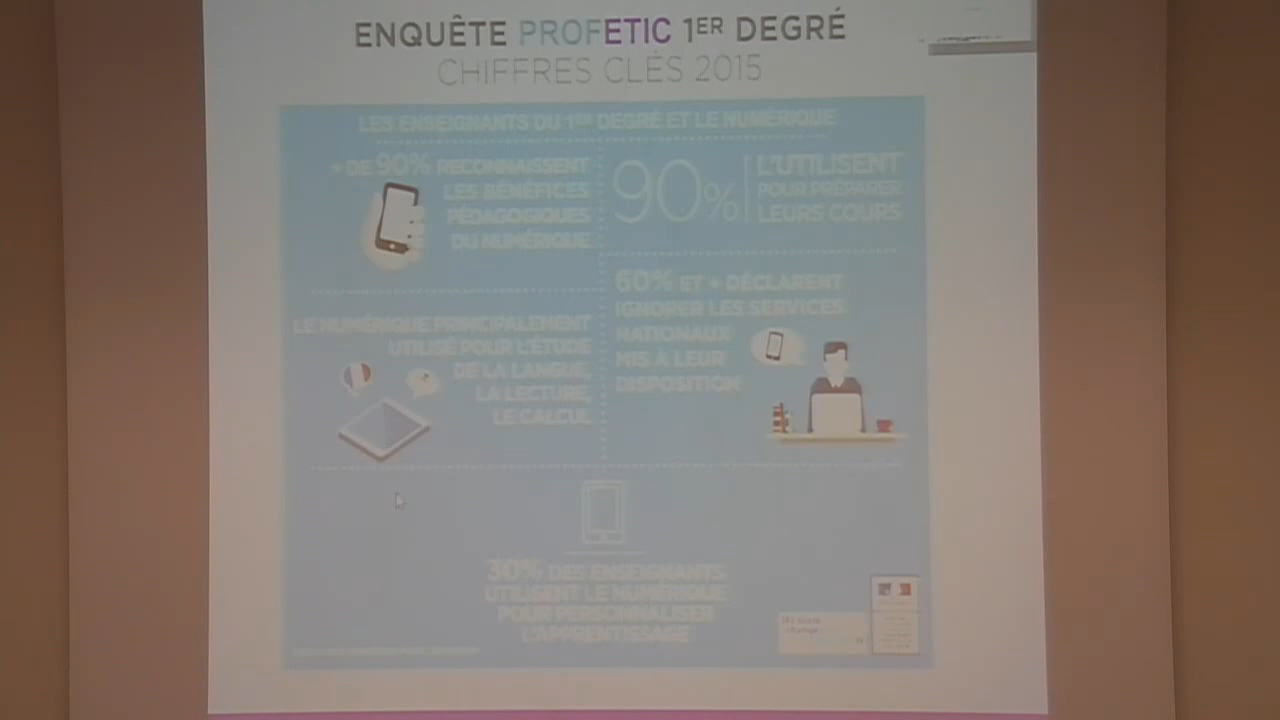 ENQUÊTE PROFETIC 1ER DEGRÉ
CHIFFRES CLÉS 2015
LES ENSEIGNANTS DU 1ER DEGRÉ ET LE NUMÉRIQUE
+ DE 90% RECONNAISSENT
LES BÉNÉFICES
PÉDAGOGIQUES
DU NUMÉRIQUE
90%
L'UTILISENT
POUR PRÉPARER
LEURS COURS
LE NUMÉRIQUE PRINCIPALEMENT
UTILISÉ POUR L'ÉTUDE
DE LA LANGUE,
LA LECTURE,
LE CALCUL
60% ET + DÉCLARENT
IGNORER LES SERVICES
NATIONAUX
MIS À LEUR
DISPOSITION
30% DES ENSEIGNANTS
UTILISENT LE NUMÉRIQUE
POUR PERSONNALISER
L'APPRENTISSAGE